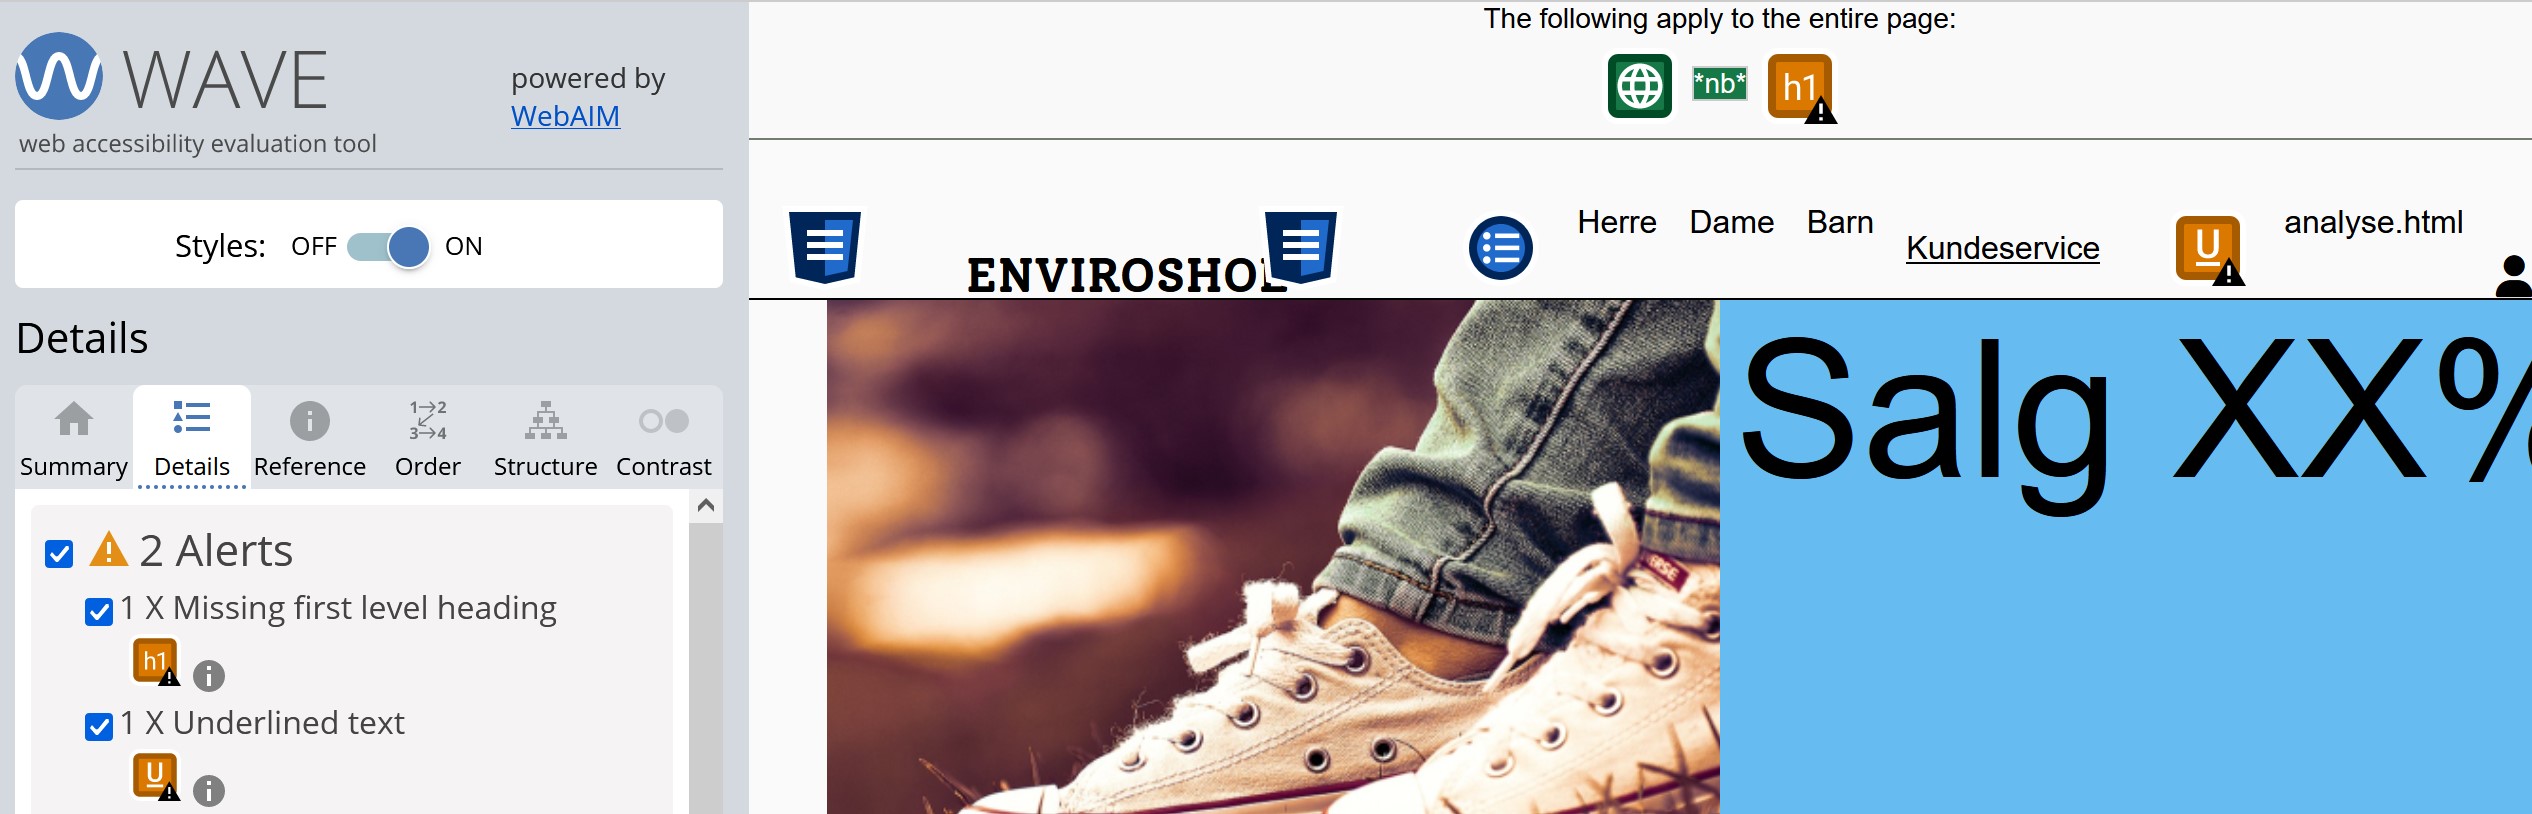 WAVE
powered by
WebAIM
web accessibility evaluation tool
Styles: OFF ON
Details
Summary Details Reference Order Structure Contrast
2 Alerts
1 X Missing first level heading
h1
1 X Underlined text
U
The following apply to the entire page:
*nb* h1
ENVIROSHO
Herre Dame Barn Kundeservice U analyse.html
Salg XX%